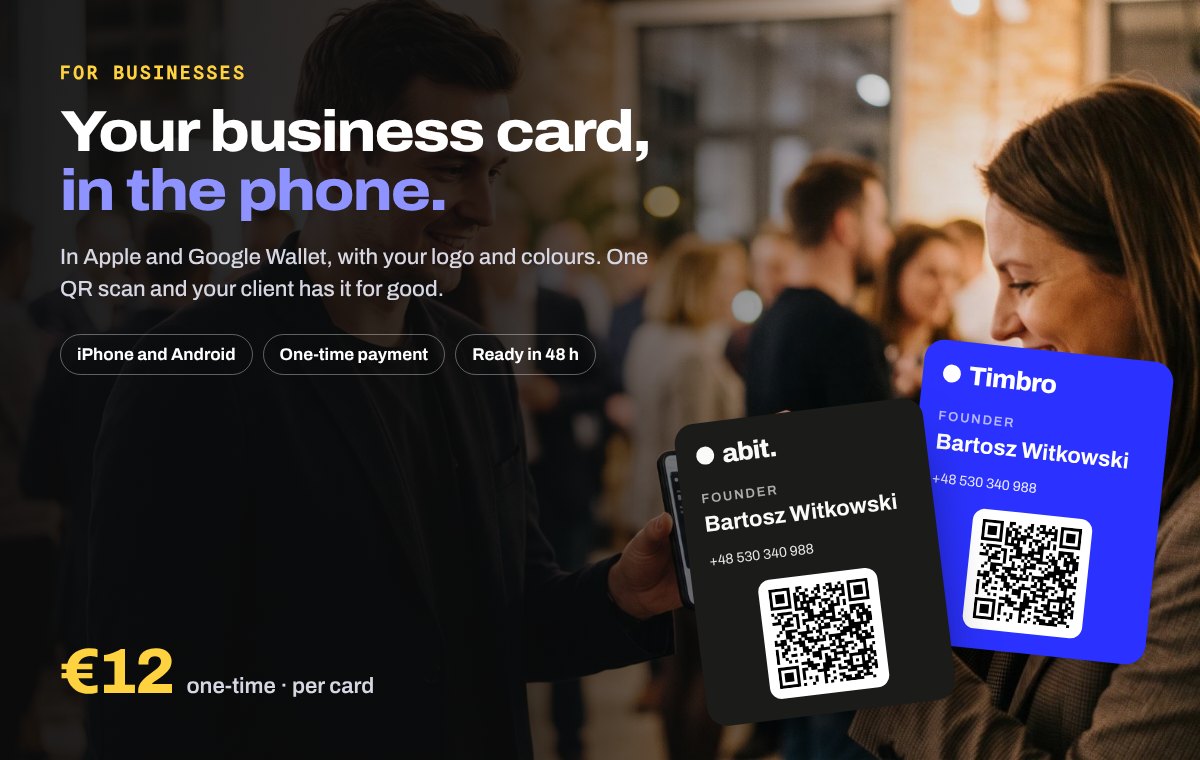 FOR BUSINESSES
Your business card,
in the phone.
In Apple and Google Wallet, with your logo and colours. One
QR scan and your client has it for good.
iPhone and Android
One-time payment
Ready in 48 h
Timbro
FOUNDER
Bartosz Witkowski
+48 530 340 988
abit.
FOUNDER
Bartosz Witkowski
+48 530 340 988
€12 one-time · per card